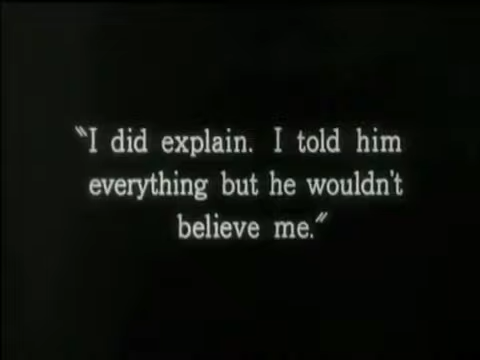 "I did explain. I told him
everything but he wouldn't
believe me."